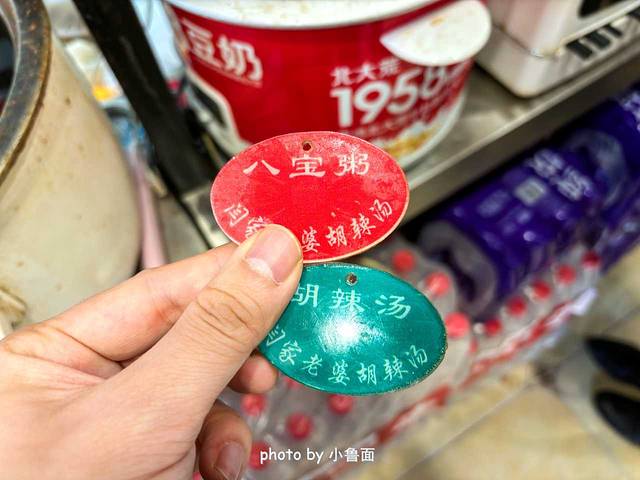 豆奶
北大荒
1958
八宝粥
闫家老婆胡辣汤
胡辣汤
闫家老婆胡辣汤
photo by 小鲁面